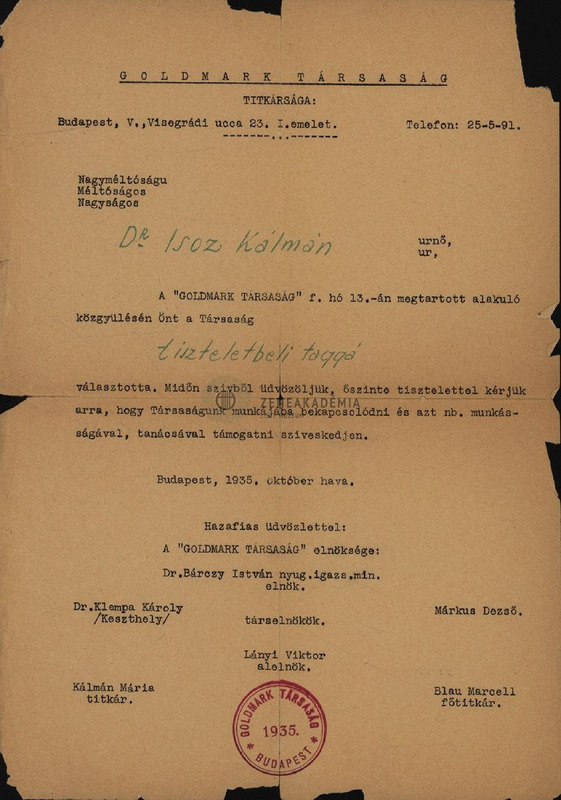 GOLDMARK TÁRSASÁG
TITKÁRSÁGA:
Budapest, V.,Visegrádi ucca 23. I.emelet. Telefon: 25-5-91.
Nagyméltóságu
Méltóságos
Nagyságos
Dr Isoz Kálmán
urnő,
ur,
A "GOLDMARK TÁRSASÁG" f. hó 13.-án megtartott alakuló
közgyülésén Önt a Társaság
tiszteletbeli taggá
választotta. Midőn szivből üdvözöljük, őszinte tisztelettel kérjük
ZENEAKADÉMIA
arra, hogy Társaságunk munkájába bekapcsolódni és azt nb. munkás-
ságával, tanácsával támogatni sziveskedjen.
Budapest, 1935. október hava.
Hazafias üdvözlettel:
A "GOLDMARK TÁRSASÁG" elnöksége:
Dr.Bárczy István nyug.igazs.min.
elnök.
Dr.Klempa Károly Márkus Dezső.
/Keszthely/ társelnökök.
Lányi Viktor
alelnök.
Kálmán Mária Blau Marcell
titkár. főtitkár.
GOLDMARK TÁRSASÁG
1935.
* BUDAPEST *